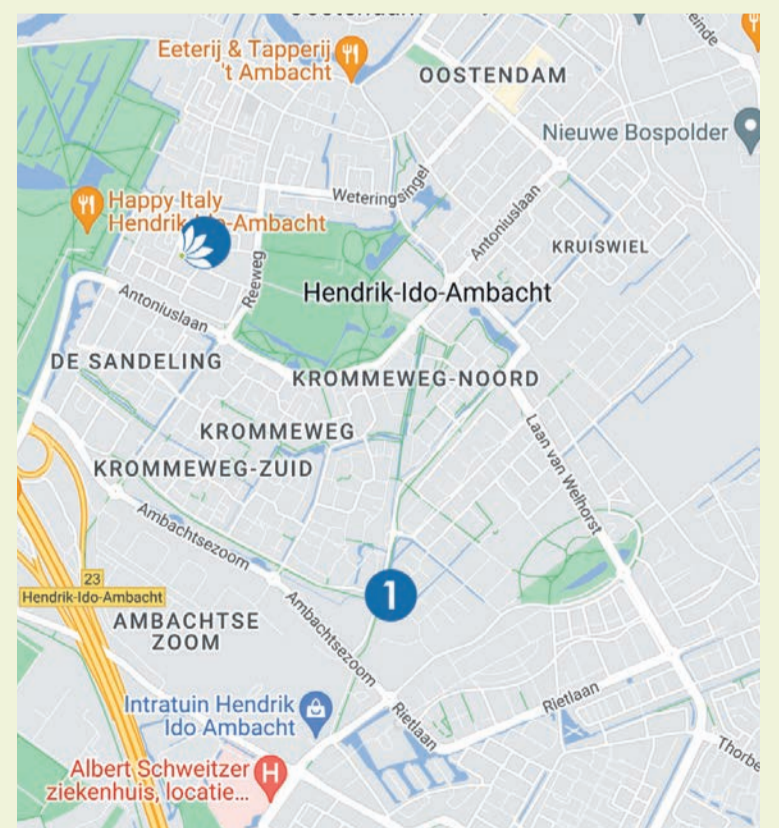 Eeterij & Tapperij
't Ambacht
OOSTENDAM
einde
Nieuwe Bospolder
Weteringsingel
Happy Italy
Hendrik-Ido-Ambacht
Antoniuslaan
KRUISWIEL
Reeweg
Hendrik-Ido-Ambacht
Antoniuslaan
DE SANDELING
KROMMEWEG-NOORD
KROMMEWEG
KROMMEWEG-ZUID
Laan van Welhorst
Ambachtsezoom
23
Hendrik-Ido-Ambacht
1
AMBACHTSE
ZOOM
Ambachtsezoom
Intratuin Hendrik
Ido Ambacht
Rietlaan
Rietlaan
Thorbe
Albert Schweitzer
ziekenhuis, locatie...
H